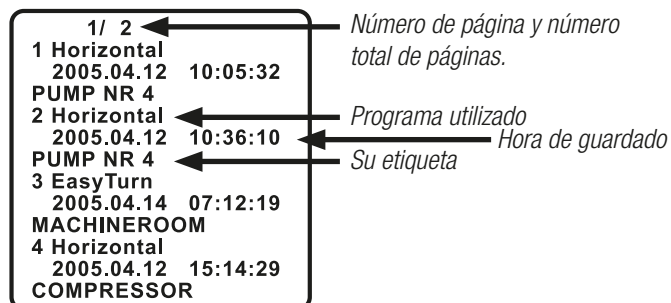 1/ 2
1 Horizontal
2005.04.12 10:05:32
PUMP NR 4
2 Horizontal
2005.04.12 10:36:10
PUMP NR 4
3 EasyTurn
2005.04.14 07:12:19
MACHINEROOM
4 Horizontal
2005.04.12 15:14:29
COMPRESSOR
Número de página y número
total de páginas.
Programa utilizado
Hora de guardado
Su etiqueta